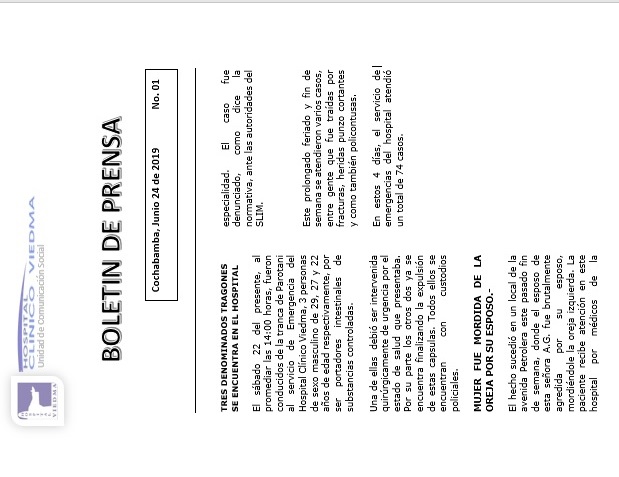 HOSPITAL
CLINICO VIEDMA
Unidad de Comunicación Social
VIEDMA
BOLETIN DE PRENSA
Cochabamba, Junio 24 de 2019 No. 01
TRES DENOMINADOS TRAGONES
SE ENCUENTRA EN EL HOSPITAL
El sábado 22 del presente, al
promediar las 14:00 horas, fueron
conducidos de la tranca de Parotani
al servicio de Emergencia del
Hospital Clínico Viedma, 3 personas
de sexo masculino de 29, 27 y 22
años de edad respectivamente, por
ser portadores intestinales de
substancias controladas.
Una de ellas debió ser intervenida
quirúrgicamente de urgencia por el
estado de salud que presentaba.
Por su parte los otros dos ya se
encuentra finalizando la expulsión
de estas capsulas. Todos ellos se
encuentran con custodios
policiales.
MUJER FUE MORDIDA DE LA
OREJA POR SU ESPOSO.-
El hecho sucedió en un local de la
avenida Petrolera este pasado fin
de semana, donde el esposo de
esta señora A.G. fue brutalmente
agredida por su esposo,
mordiéndole la oreja izquierda. La
paciente recibe atención en este
hospital por médicos de la
especialidad. El caso fue
denunciado, como dice la
normativa, ante las autoridades del
SLIM.
Este prolongado feriado y fin de
semana se atendieron varios casos,
entre gente que fue traídas por
fracturas, heridas punzo cortantes
y como también policontusas.
En estos 4 días, el servicio de
emergencias del hospital atendió
un total de 74 casos.